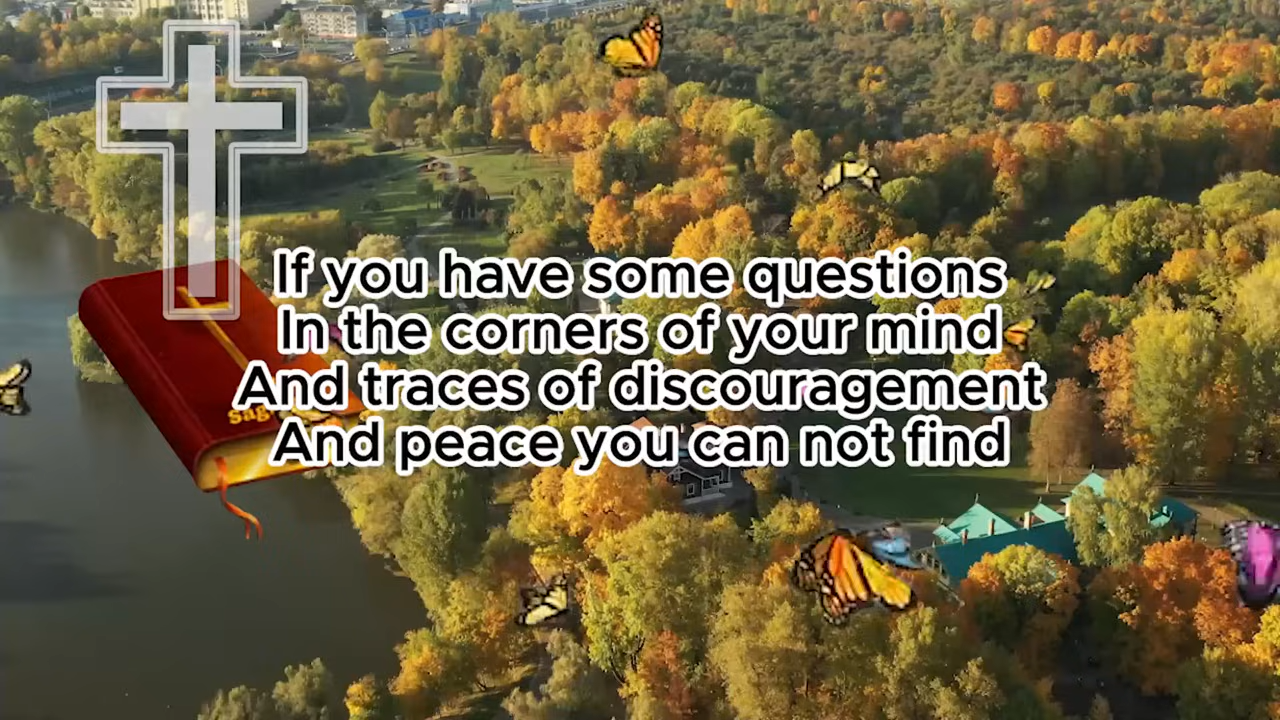 If you have some questions
In the corners of your mind
And traces of discouragement
And peace you can not find